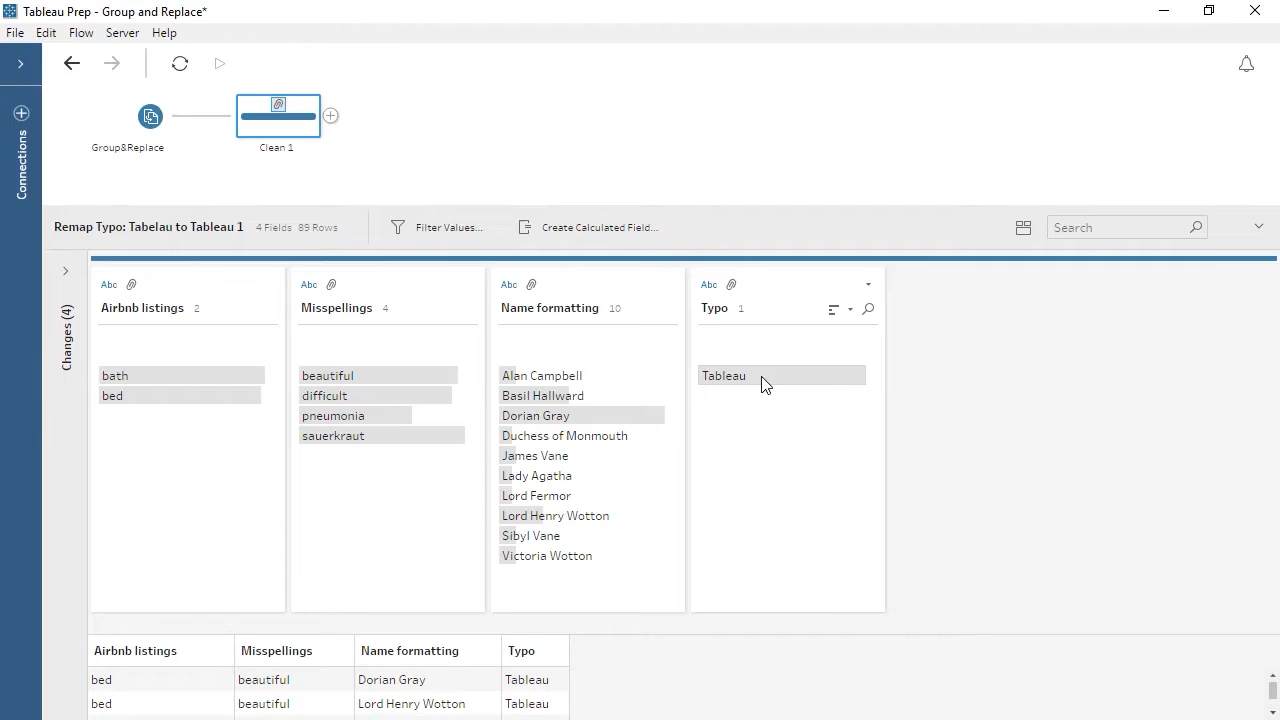 Tableau Prep - Group and Replace*
File Edit Flow Server Help
Connections
Group&Replace
Clean 1
Remap Typo: Tabelau to Tableau 1 4 Fields 89 Rows Filter Values... Create Calculated Field... Search
Changes (4)
Abc
Airbnb listings 2
bath
bed
Abc
Misspellings 4
beautiful
difficult
pneumonia
sauerkraut
Abc
Name formatting 10
Alan Campbell
Basil Hallward
Dorian Gray
Duchess of Monmouth
James Vane
Lady Agatha
Lord Fermor
Lord Henry Wotton
Sibyl Vane
Victoria Wotton
Abc
Typo 1
Tableau
Airbnb listings Misspellings Name formatting Typo
bed beautiful Dorian Gray Tableau
bed beautiful Lord Henry Wotton Tableau